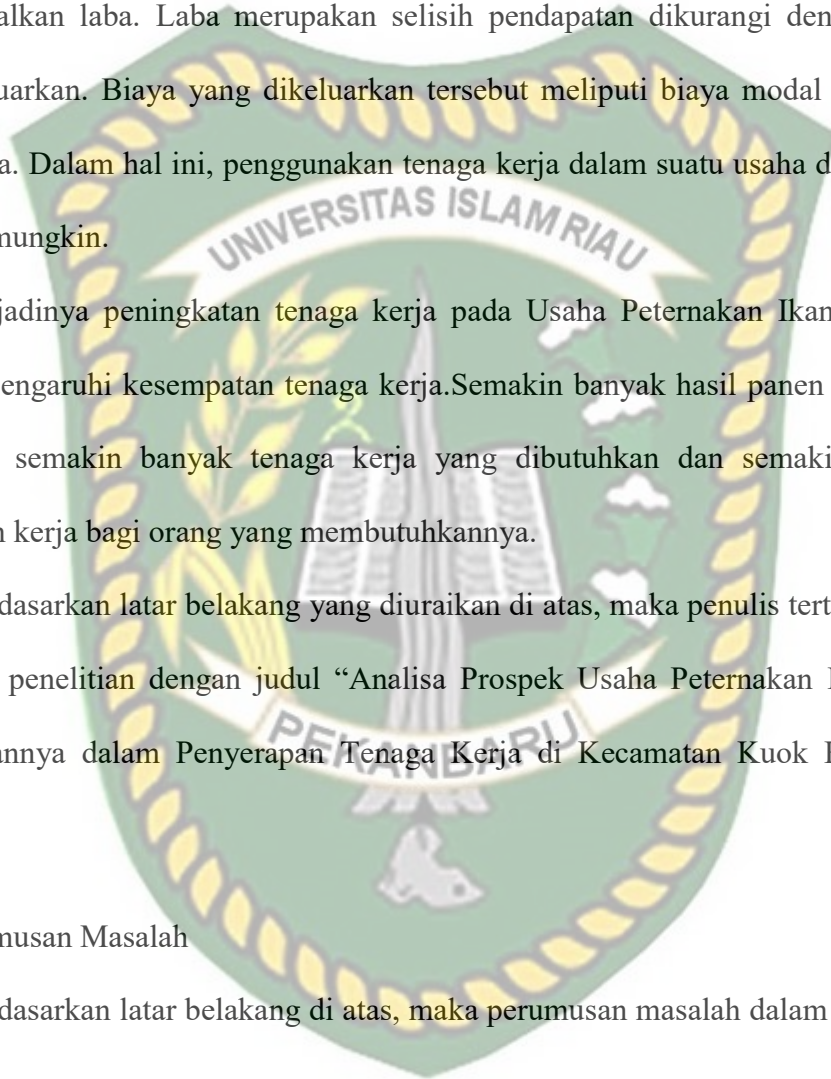 alkan laba. Laba merupakan selisih pendapatan dikurangi den
uarkan. Biaya yang dikeluarkan tersebut meliputi biaya modal
a. Dalam hal ini, penggunakan tenaga kerja dalam suatu usaha d
mungkin.
UNIVERSITAS ISLAM RIAU
jadinya peningkatan tenaga kerja pada Usaha Peternakan Ikan
engaruhi kesempatan tenaga kerja.Semakin banyak hasil panen
semakin banyak tenaga kerja yang dibutuhkan dan semaki
n kerja bagi orang yang membutuhkannya.
dasarkan latar belakang yang diuraikan di atas, maka penulis tert
penelitian dengan judul “Analisa Prospek Usaha Peternakan I
PEKANBARU
annya dalam Penyerapan Tenaga Kerja di Kecamatan Kuok
musan Masalah
dasarkan latar belakang di atas, maka perumusan masalah dalam